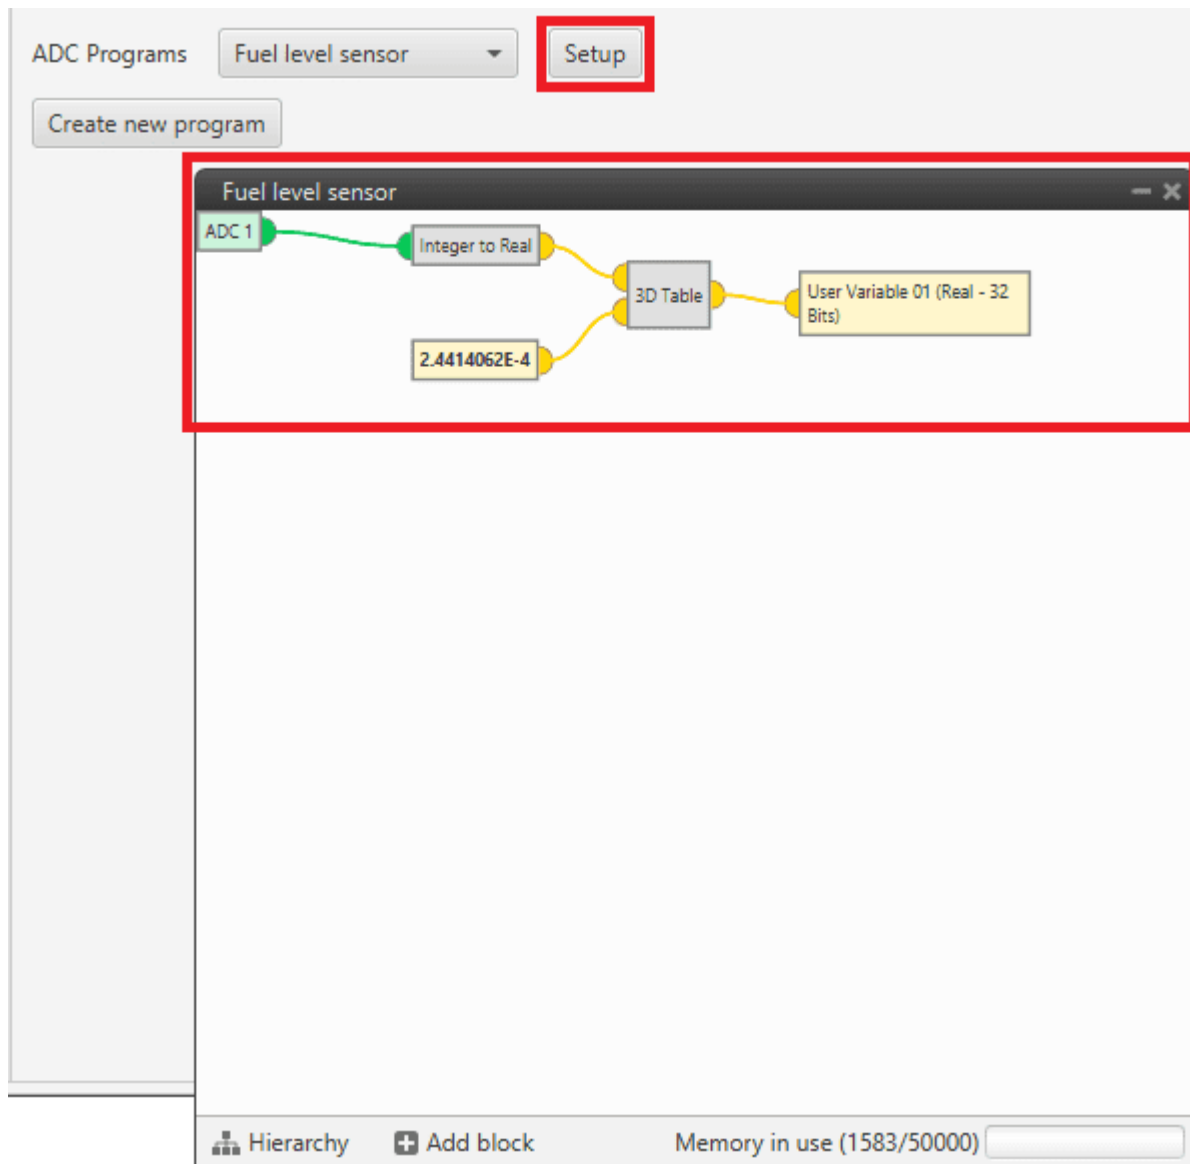 ADC Programs
Fuel level sensor
Setup
Create new program
Fuel level sensor
ADC 1
Integer to Real
3D Table
User Variable 01 (Real - 32
Bits)
2.4414062E-4
Hierarchy
Add block
Memory in use (1583/50000)